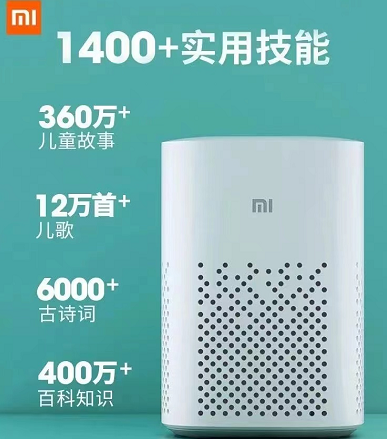 mi
1400+实用技能
360万+
儿童故事
12万首+
儿歌
mi
6000+
古诗词
400万+
百科知识